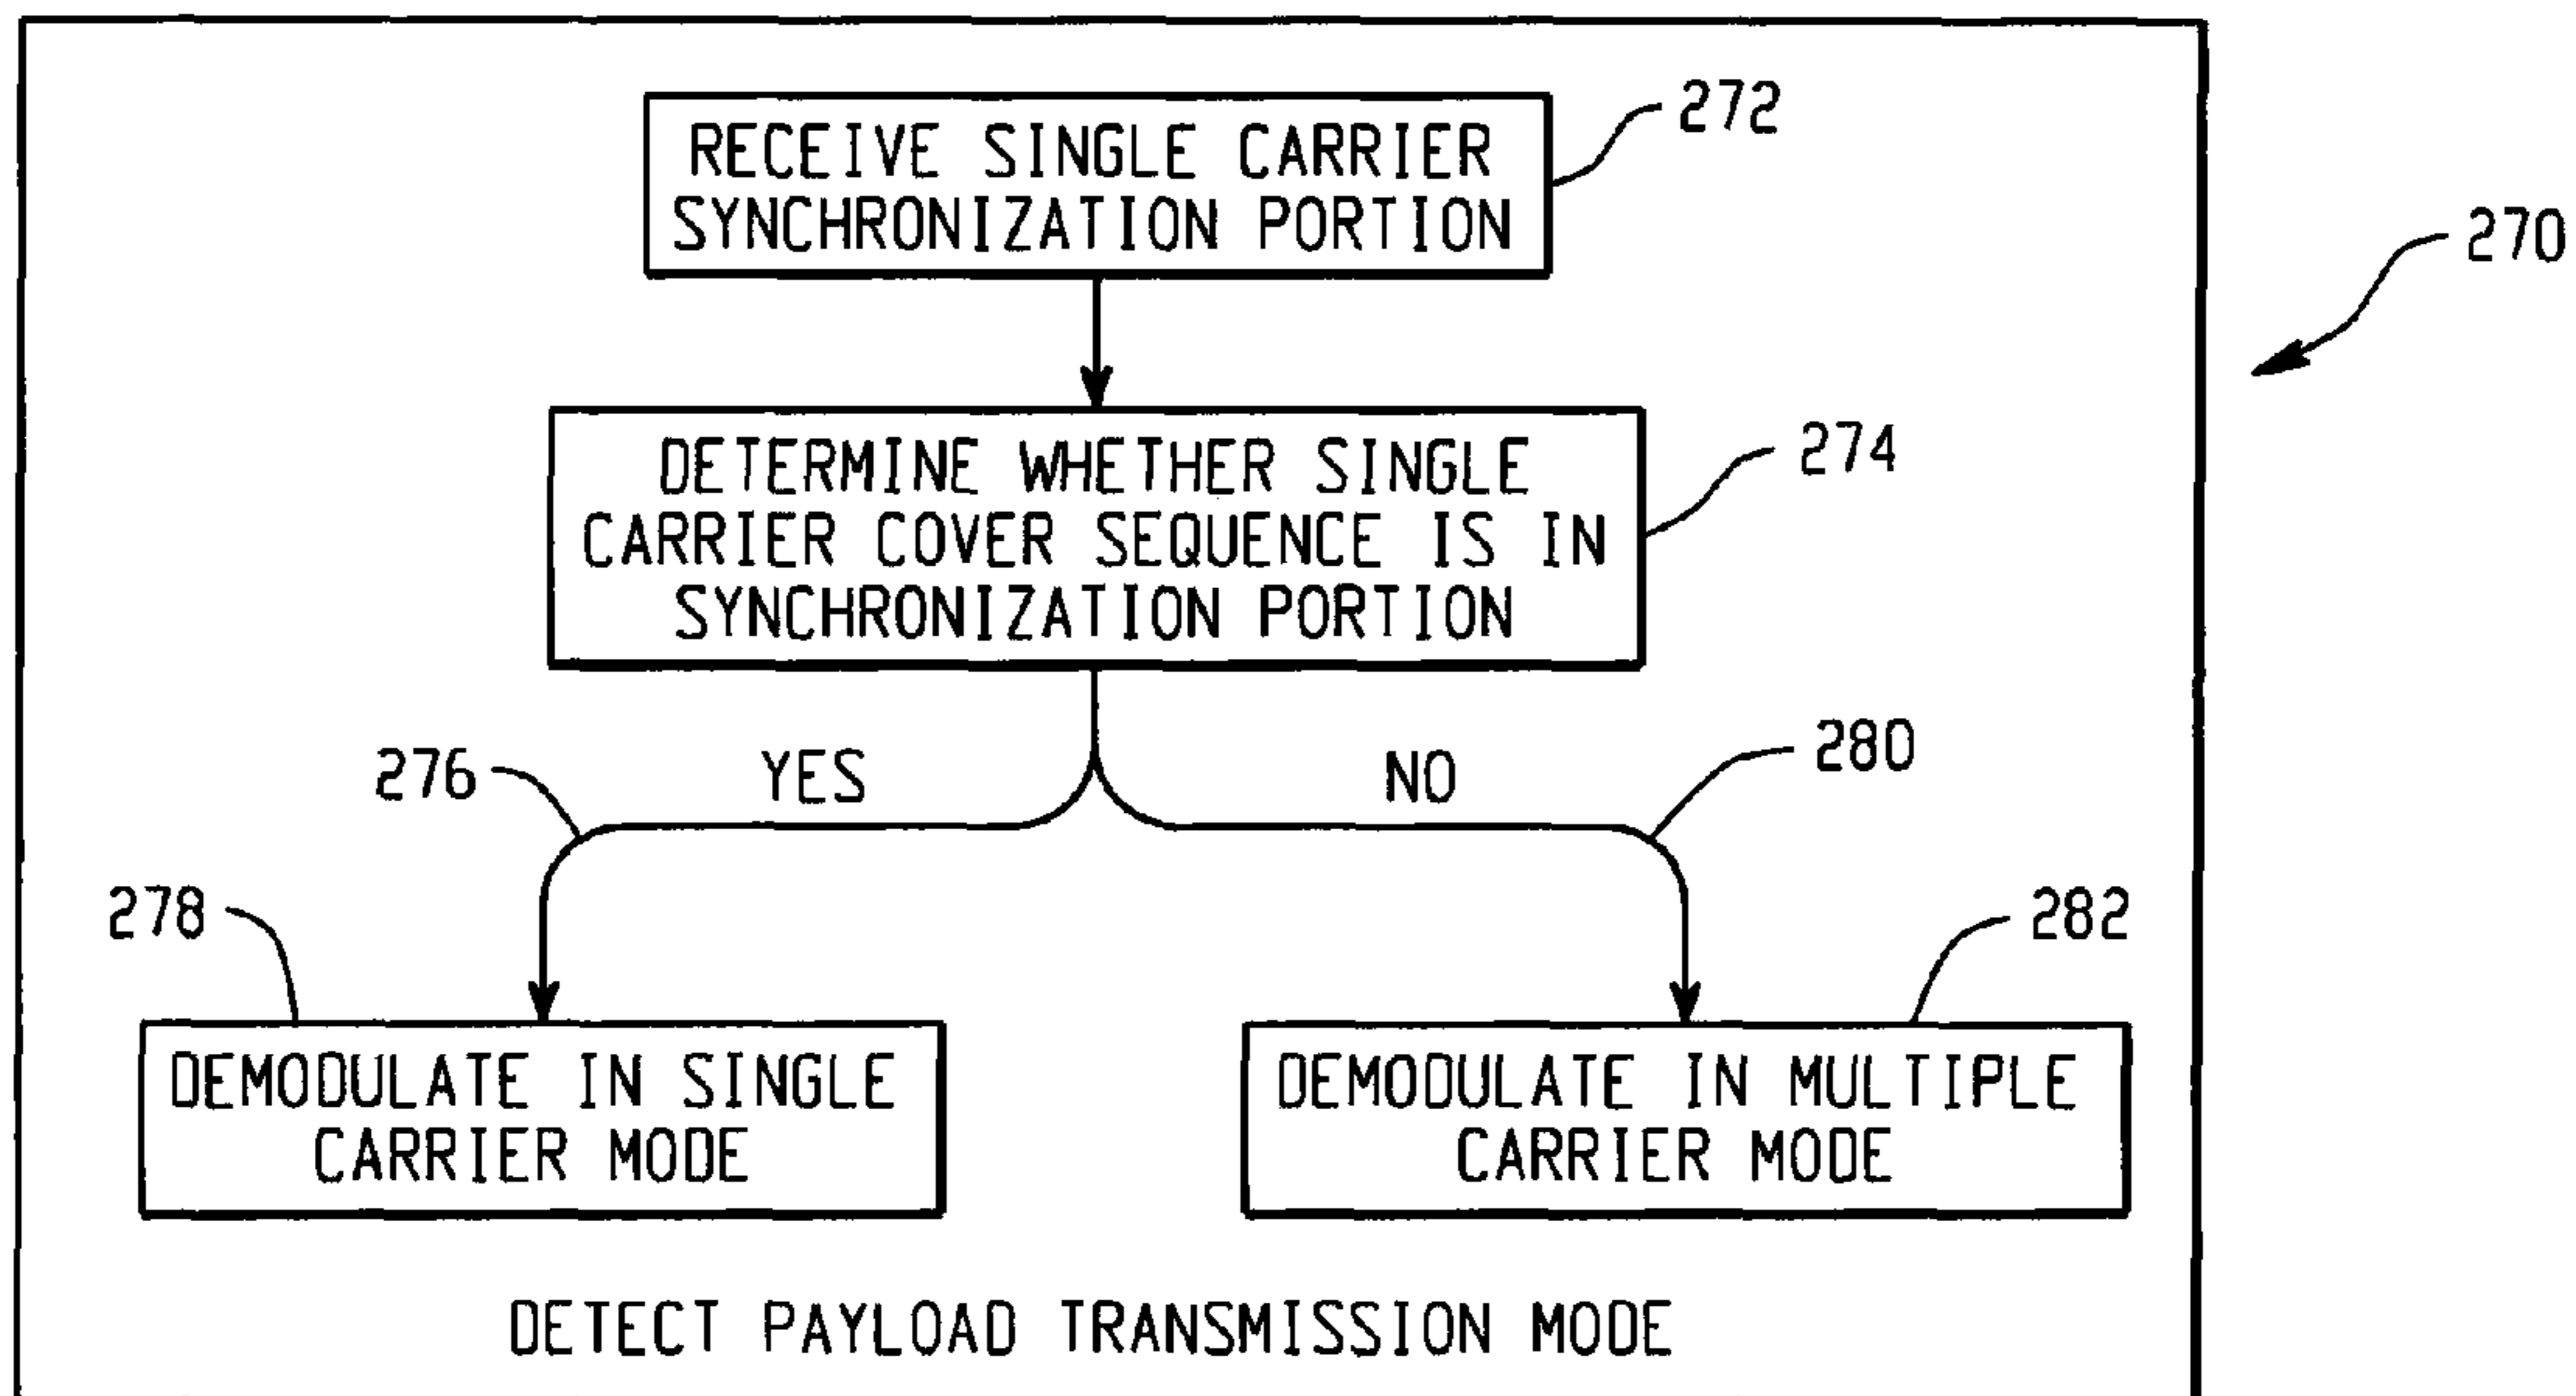 RECEIVE SINGLE CARRIER
SYNCHRONIZATION PORTION
272
270
DETERMINE WHETHER SINGLE
CARRIER COVER SEQUENCE IS IN
SYNCHRONIZATION PORTION
274
276
YES
NO
280
278
282
DEMODULATE IN SINGLE
CARRIER MODE
DEMODULATE IN MULTIPLE
CARRIER MODE
DETECT PAYLOAD TRANSMISSION MODE